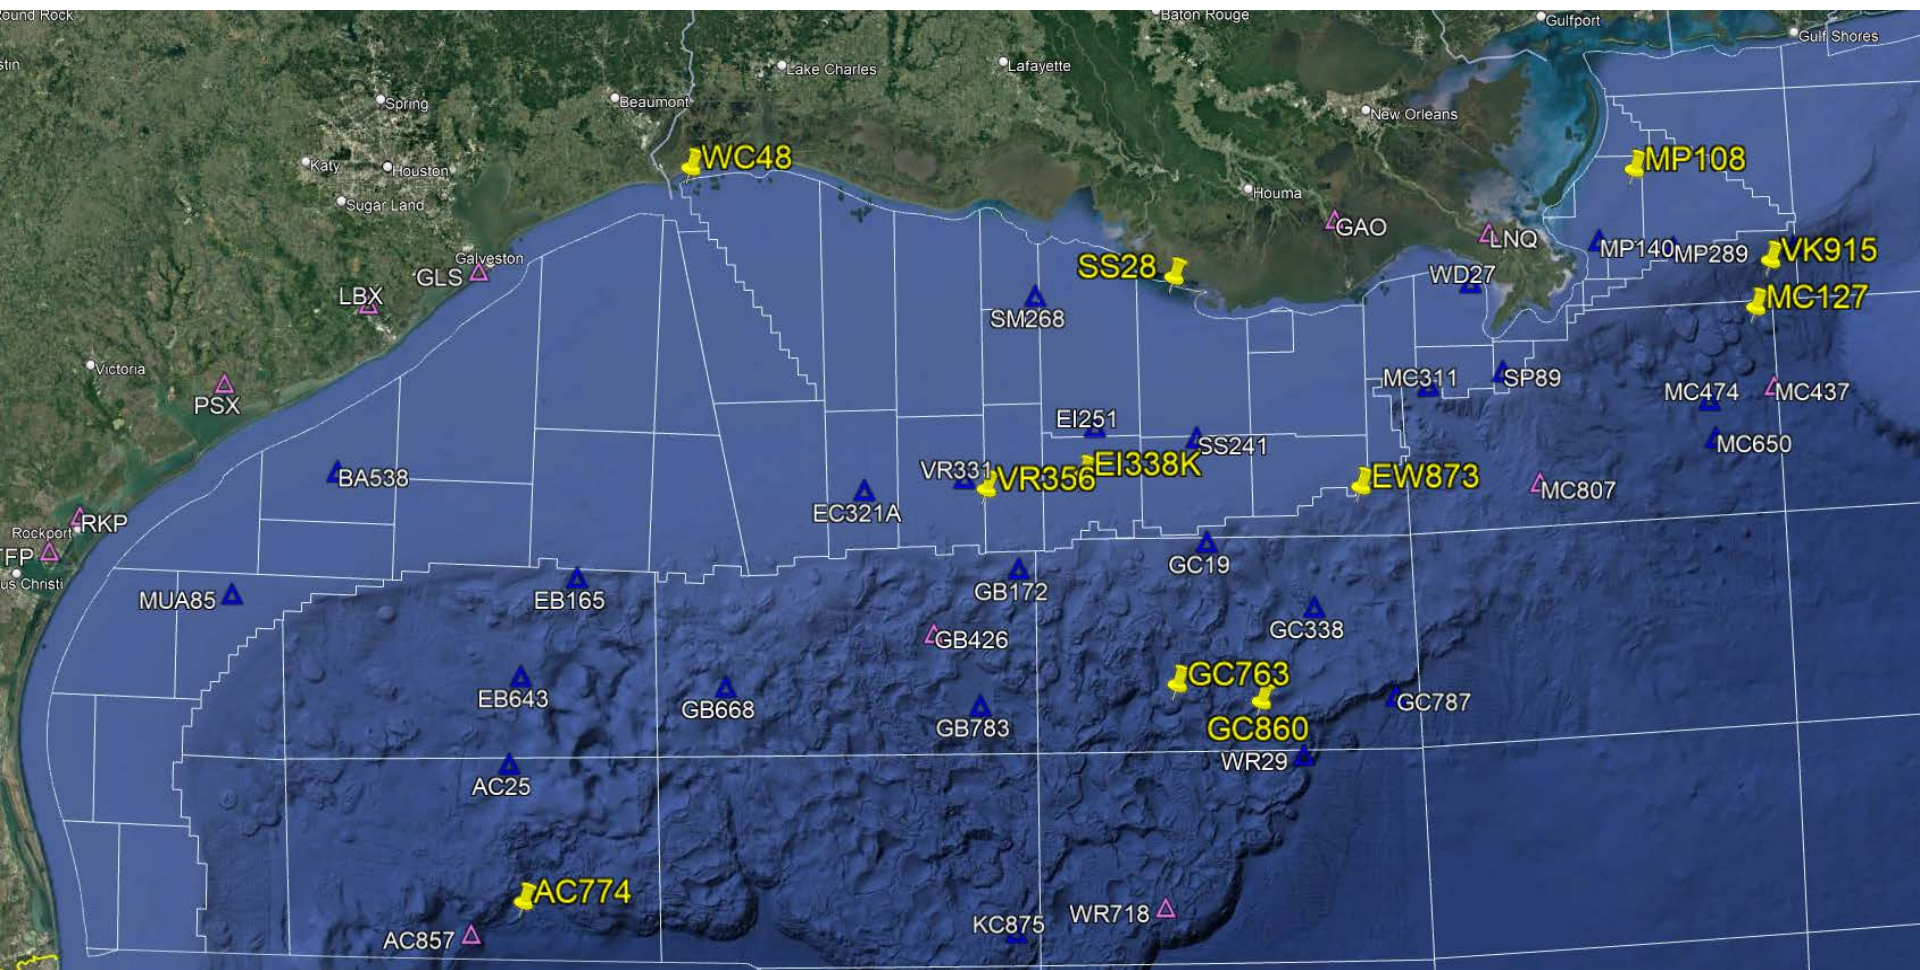 Round Rock
Baton Rouge
Gulfport
Gulf Shores
Lake Charles
Lafayette
Spring
Beaumont
New Orleans
Katy
Houston
WC48
MP108
Sugar Land
Houma
GAO
LNQ
MP140
MP289
VK915
Galveston
GLS
SS28
WD27
LBX
MC127
SM268
Victoria
PSX
MC311
SP89
MC474
MC437
EI251
SS241
MC650
BA538
VR331
VR356
EI338K
EW873
MC807
EC321A
RKP
Rockport
TFP
us Christi
GC19
MUA85
EB165
GB172
GC338
GB426
GC763
EB643
GB668
GB783
GC860
GC787
WR29
AC25
AC774
KC875
WR718
AC857